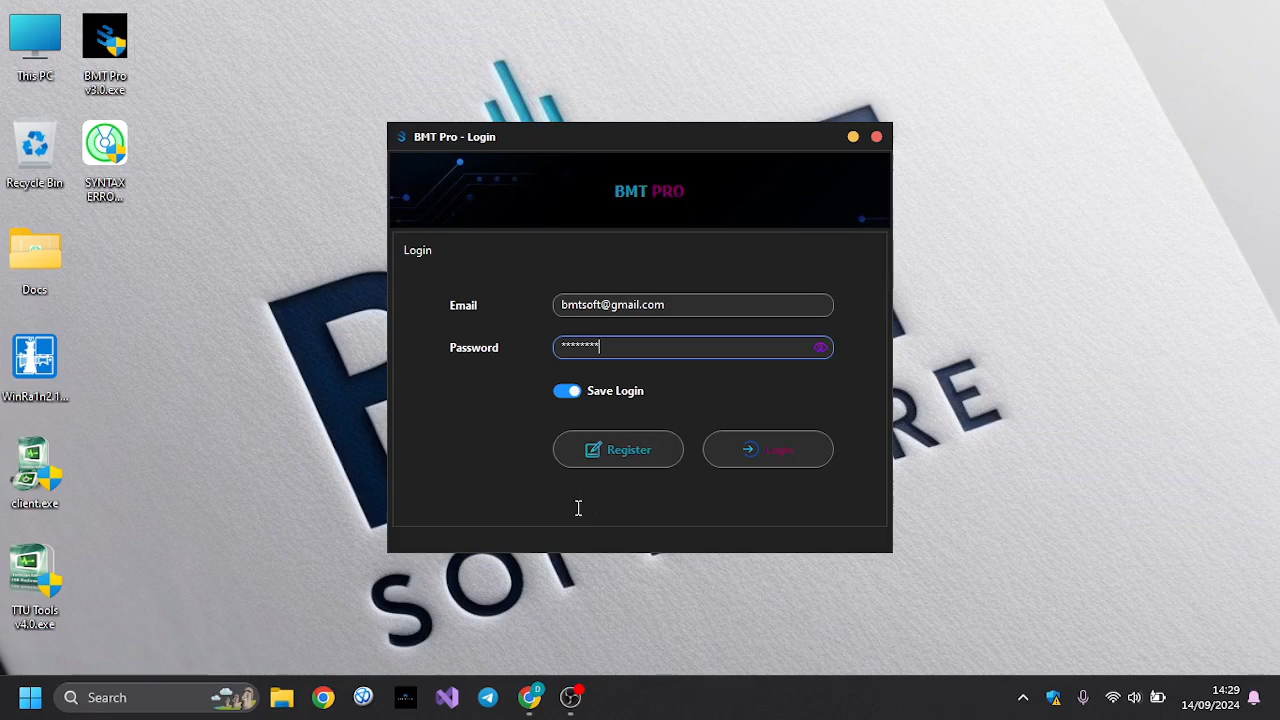 This PC
BMT Pro
v3.0.exe
Recycle Bin
SYNTAX
ERRO...
Docs
WinRa1n2.1...
client.exe
TTU Tools
v4.0.exe
BMT Pro - Login
BMT PRO
Login
Email
bmtsoft@gmail.com
Password
********
Save Login
Register
Login
Search
D
14:29
14/09/2024